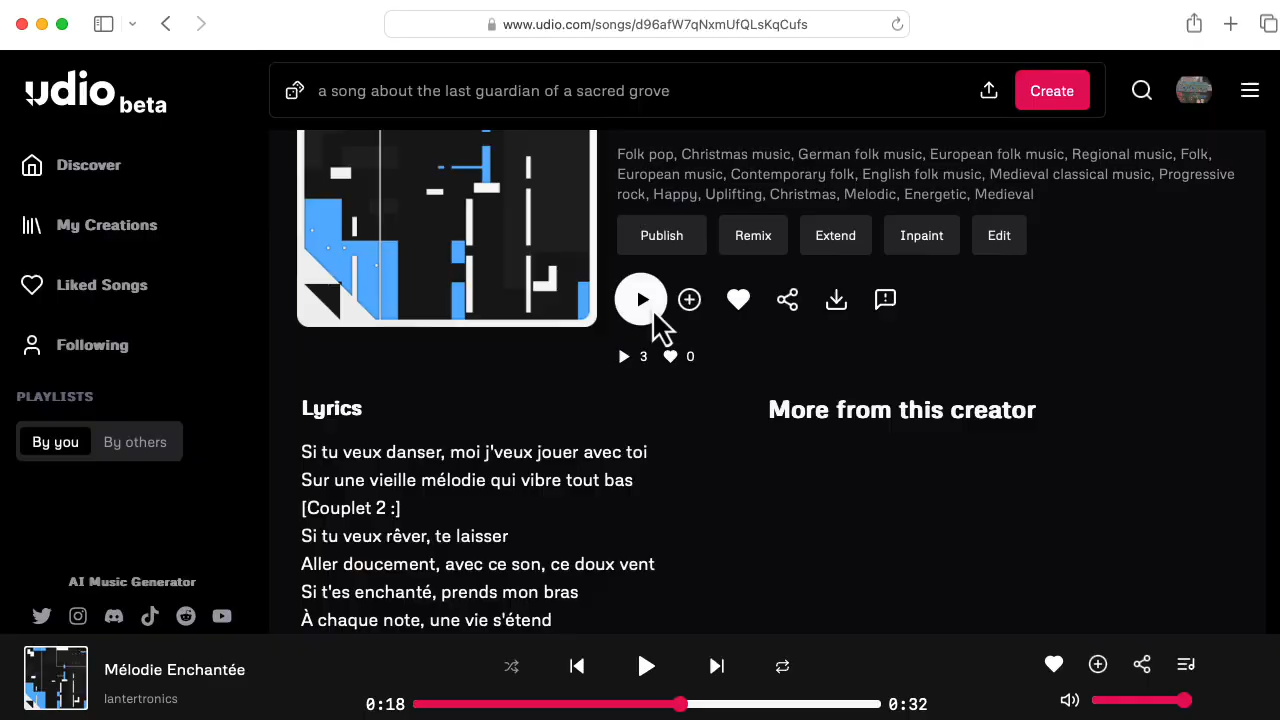 www.udio.com/songs/d96afW7qNxmUfQLsKqCufs
udio beta
a song about the last guardian of a sacred grove
Create
Discover
My Creations
Liked Songs
Following
PLAYLISTS
By you
By others
AI Music Generator
Folk pop, Christmas music, German folk music, European folk music, Regional music, Folk,
European music, Contemporary folk, English folk music, Medieval classical music, Progressive
rock, Happy, Uplifting, Christmas, Melodic, Energetic, Medieval
Publish
Remix
Extend
Inpaint
Edit
3
0
Lyrics
Si tu veux danser, moi j'veux jouer avec toi
Sur une vieille mélodie qui vibre tout bas
[Couplet 2 :]
Si tu veux rêver, te laisser
Aller doucement, avec ce son, ce doux vent
Si t'es enchanté, prends mon bras
À chaque note, une vie s'étend
More from this creator
Mélodie Enchantée
lantertronics
0:18
0:32